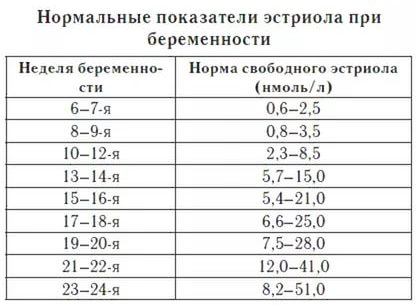 Нормальные показатели эстриола при
беременности
Неделя беременно-
сти
Норма свободного эстриола
(нмоль/л)
6–7-я 0,6–2,5
8–9-я 0,8–3,5
10–12-я 2,3–8,5
13–14-я 5,7–15,0
15–16-я 5,4–21,0
17–18-я 6,6–25,0
19–20-я 7,5–28,0
21–22-я 12,0–41,0
23–24-я 8,2–51,0